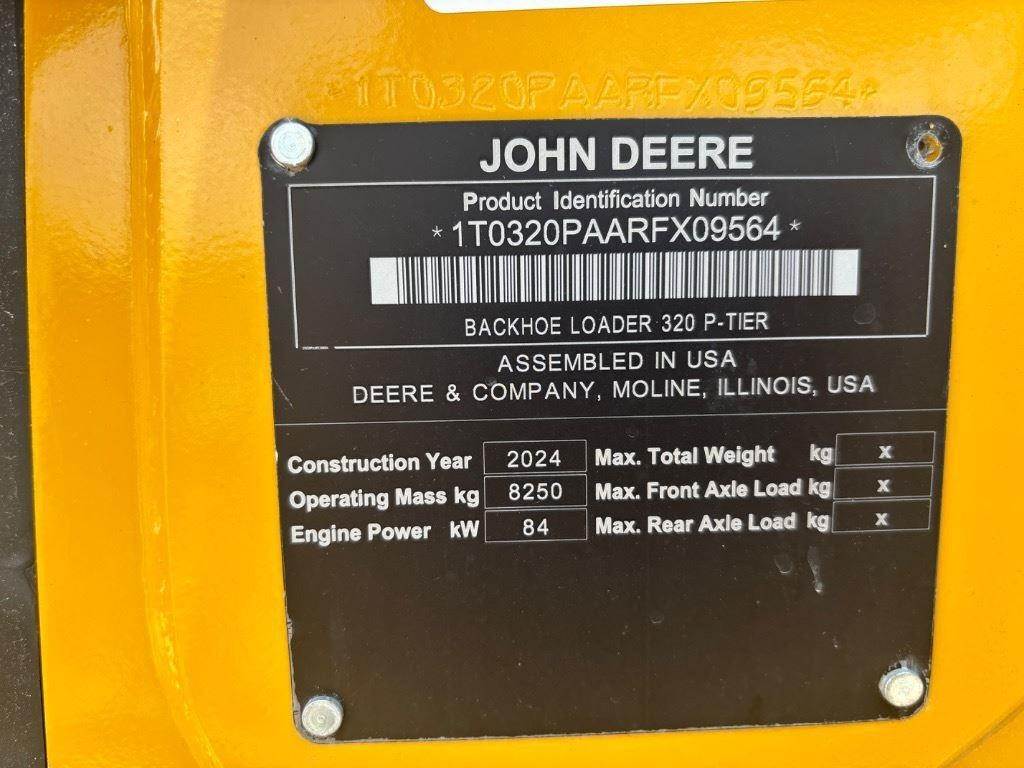 1T0320PAARFX09564*
JOHN DEERE
Product Identification Number
*1T0320PAARFX09564*
BACKHOE LOADER 320 P-TIER
ASSEMBLED IN USA
DEERE & COMPANY, MOLINE, ILLINOIS, USA
Construction Year 2024 Max. Total Weight kg X
Operating Mass kg 8250 Max. Front Axle Load kg X
Engine Power kW 84 Max. Rear Axle Load kg X